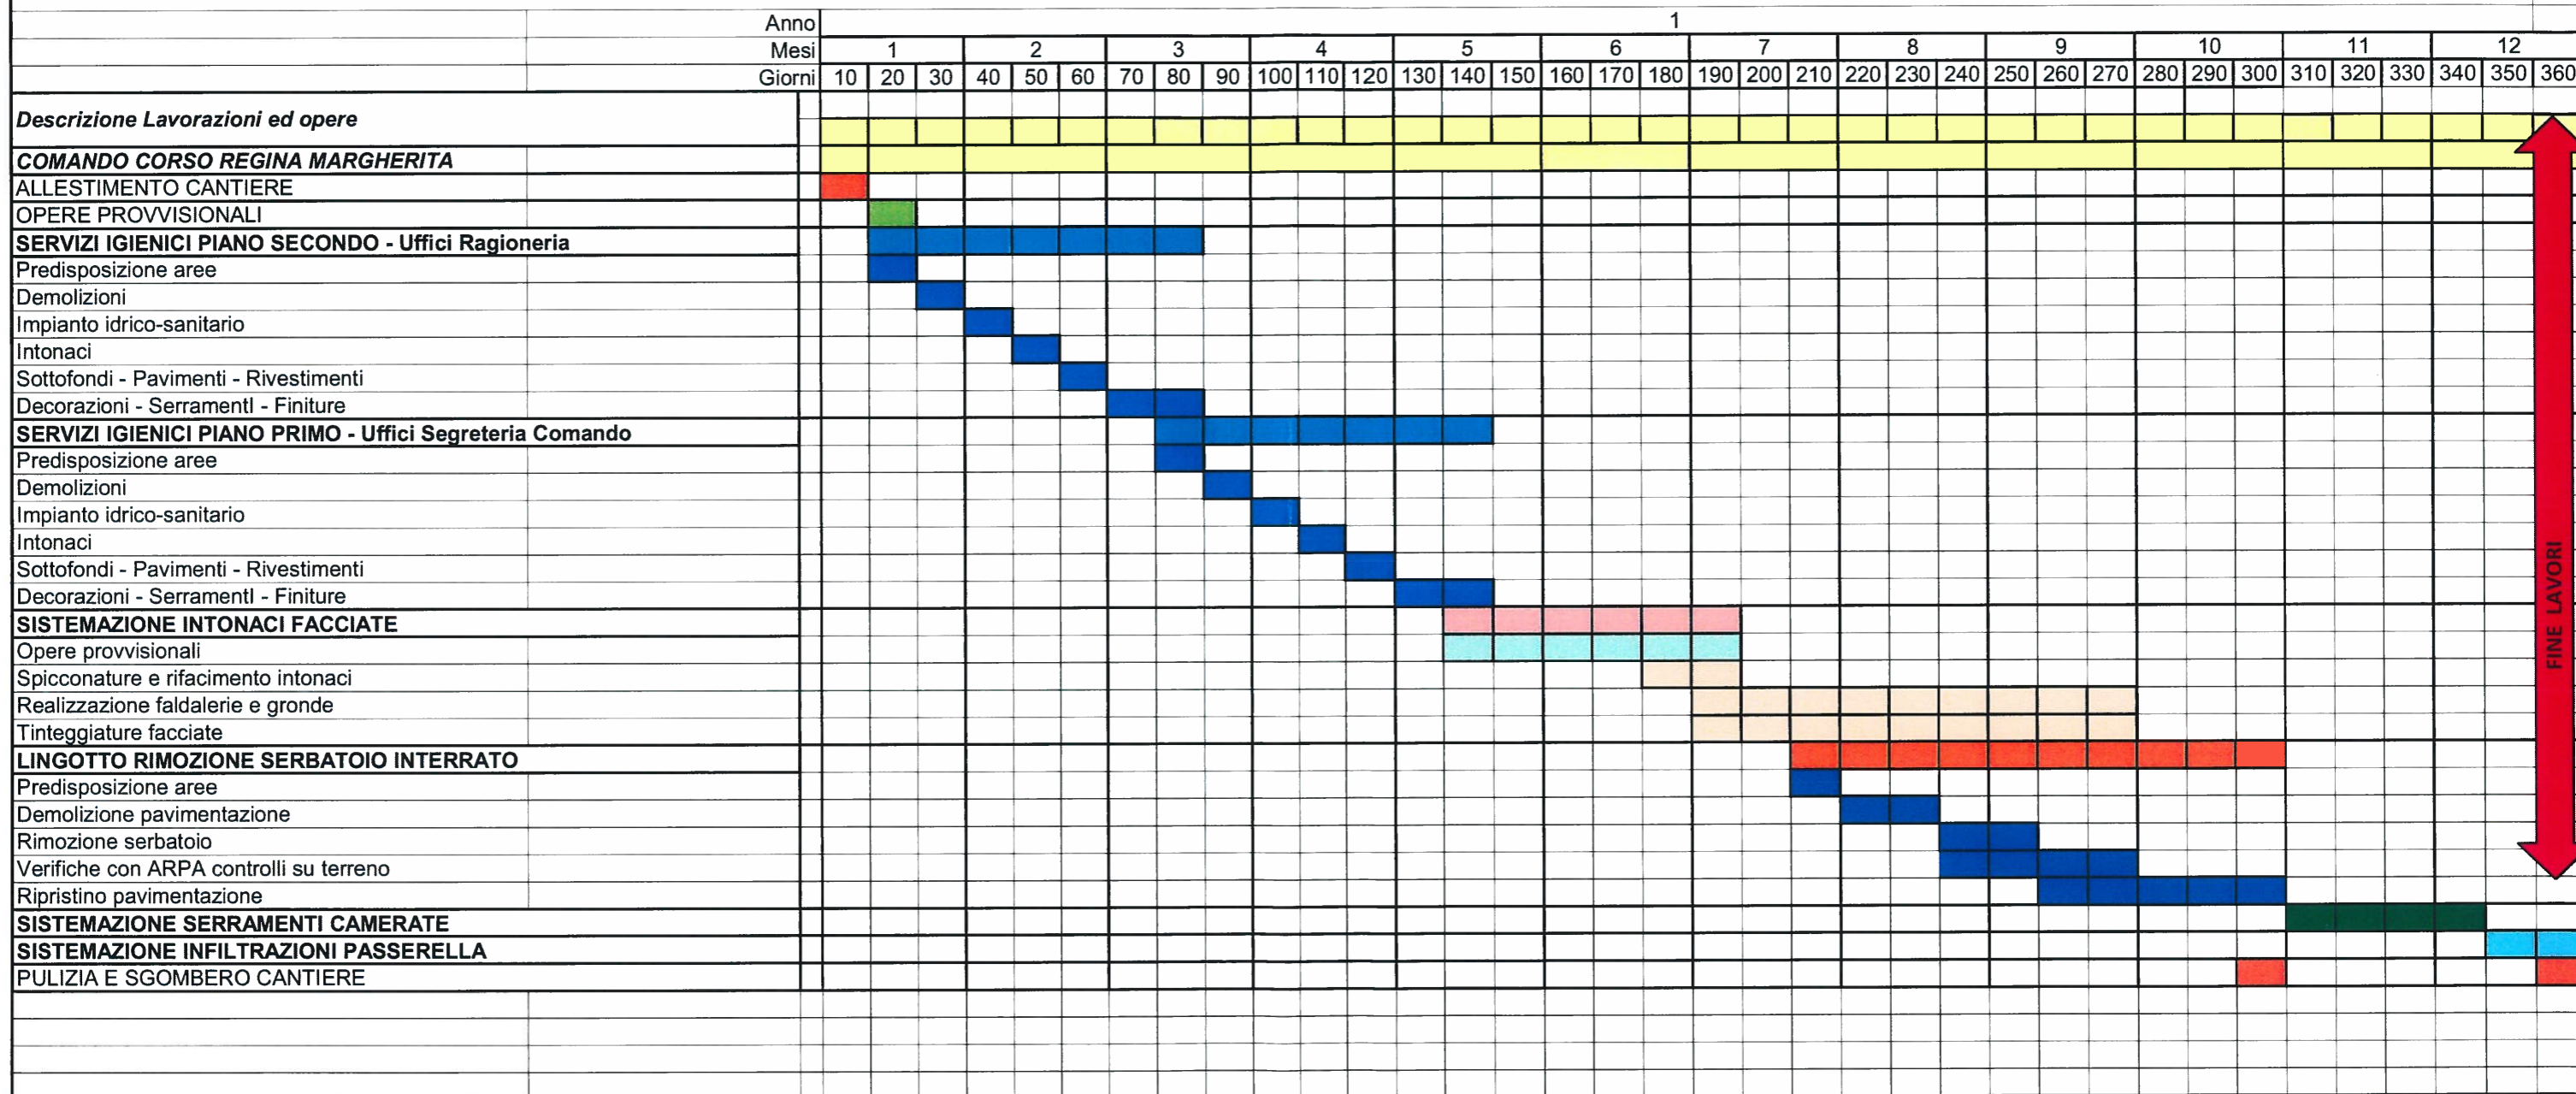 Anno 1
Mesi 1 2 3 4 5 6 7 8 9 10 11 12
Giorni 10 20 30 40 50 60 70 80 90 100 110 120 130 140 150 160 170 180 190 200 210 220 230 240 250 260 270 280 290 300 310 320 330 340 350 360
Descrizione Lavorazioni ed opere
COMANDO CORSO REGINA MARGHERITA
ALLESTIMENTO CANTIERE
OPERE PROVVISIONALI
SERVIZI IGIENICI PIANO SECONDO - Uffici Ragioneria
Predisposizione aree
Demolizioni
Impianto idrico-sanitario
Intonaci
Sottofondi - Pavimenti - Rivestimenti
Decorazioni - SerramentI - Finiture
SERVIZI IGIENICI PIANO PRIMO - Uffici Segreteria Comando
Predisposizione aree
Demolizioni
Impianto idrico-sanitario
Intonaci
Sottofondi - Pavimenti - Rivestimenti
Decorazioni - SerramentI - Finiture
SISTEMAZIONE INTONACI FACCIATE
Opere provvisionali
Spicconature e rifacimento intonaci
Realizzazione faldalerie e gronde
Tinteggiature facciate
LINGOTTO RIMOZIONE SERBATOIO INTERRATO
Predisposizione aree
Demolizione pavimentazione
Rimozione serbatoio
Verifiche con ARPA controlli su terreno
Ripristino pavimentazione
SISTEMAZIONE SERRAMENTI CAMERATE
SISTEMAZIONE INFILTRAZIONI PASSERELLA
PULIZIA E SGOMBERO CANTIERE
FINE LAVORI